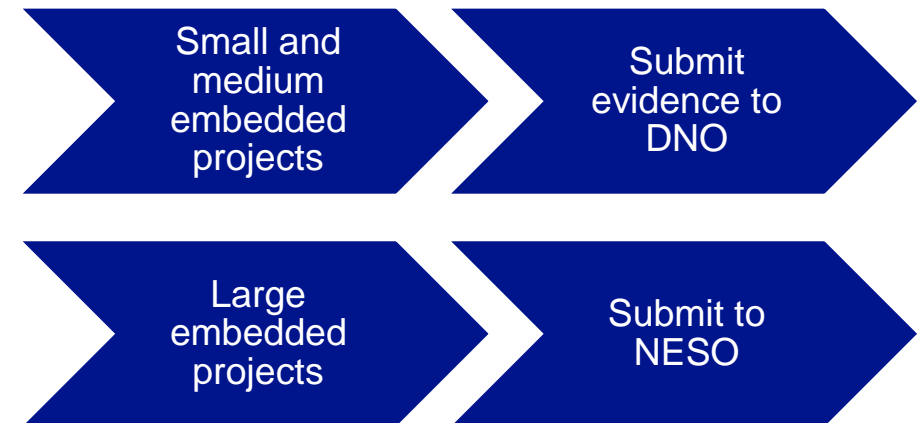 Small and
medium
embedded
projects
Submit
evidence to
DNO
Large
embedded
projects
Submit to
NESO